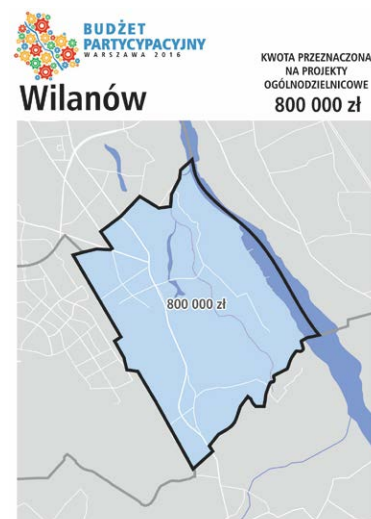 BUDŻET
PARTYCYPACYJNY
WARSZAWA 2016
KWOTA PRZEZNACZONA
NA PROJEKTY
OGÓLNODZIELNICOWE
800 000 zł
Wilanów
800 000 zł